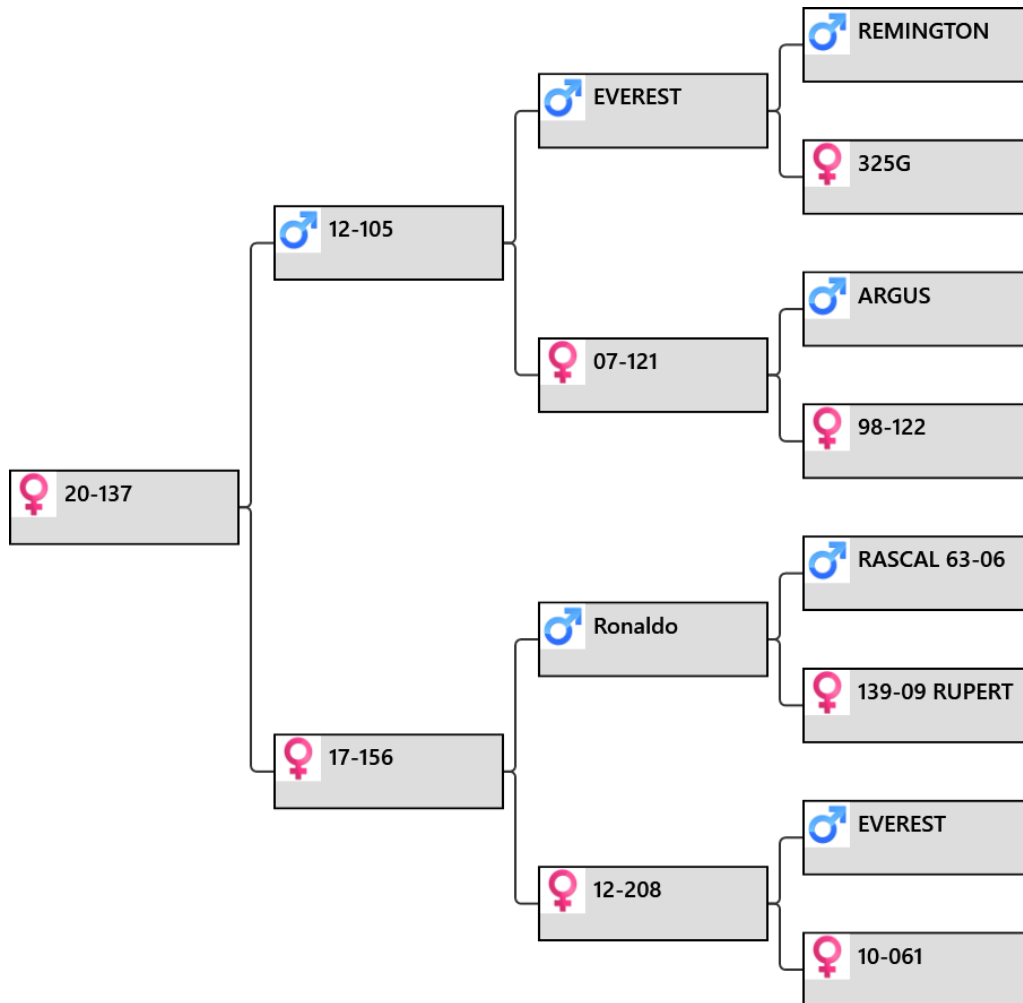 REMINGTON
EVEREST
325G
12-105
ARGUS
07-121
98-122
20-137
RASCAL 63-06
Ronaldo
139-09 RUPERT
17-156
EVEREST
12-208
10-061